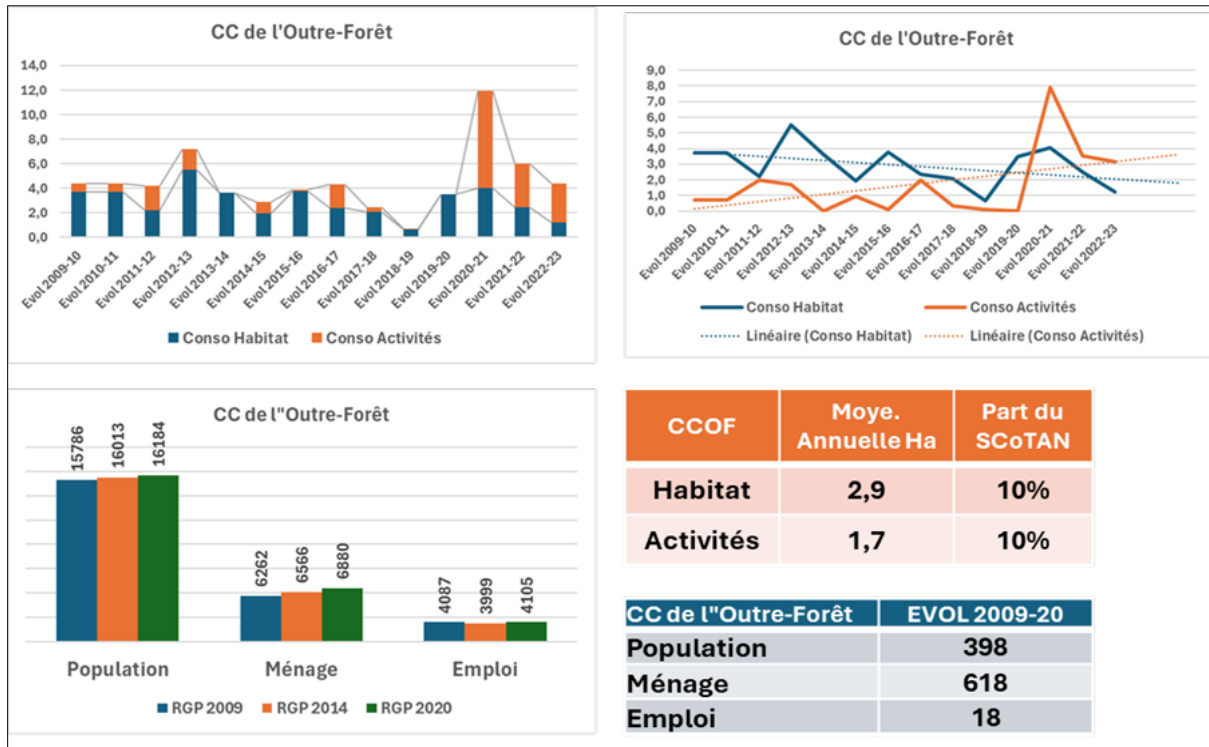 CC de l'Outre-Forêt
14,0
12,0
10,0
8,0
6,0
4,0
2,0
0,0
Evol 2009-10
Evol 2010-11
Evol 2011-12
Evol 2012-13
Evol 2013-14
Evol 2014-15
Evol 2015-16
Evol 2016-17
Evol 2017-18
Evol 2018-19
Evol 2019-20
Evol 2020-21
Evol 2021-22
Evol 2022-23
Conso Habitat Conso Activités
CC de l'Outre-Forêt
9,0
8,0
7,0
6,0
5,0
4,0
3,0
2,0
1,0
0,0
Evol 2009-10
Evol 2010-11
Evol 2011-12
Evol 2012-13
Evol 2013-14
Evol 2014-15
Evol 2015-16
Evol 2016-17
Evol 2017-18
Evol 2018-19
Evol 2019-20
Evol 2020-21
Evol 2021-22
Evol 2022-23
Conso Habitat Conso Activités
Linéaire (Conso Habitat) Linéaire (Conso Activités)
CC de l"Outre-Forêt
15786
16013
16184
6262
6566
6880
4087
3999
4105
Population Ménage Emploi
RGP 2009 RGP 2014 RGP 2020
CCOF Moye. Annuelle Ha Part du SCoTAN
Habitat 2,9 10%
Activités 1,7 10%
CC de l"Outre-Forêt EVOL 2009-20
Population 398
Ménage 618
Emploi 18